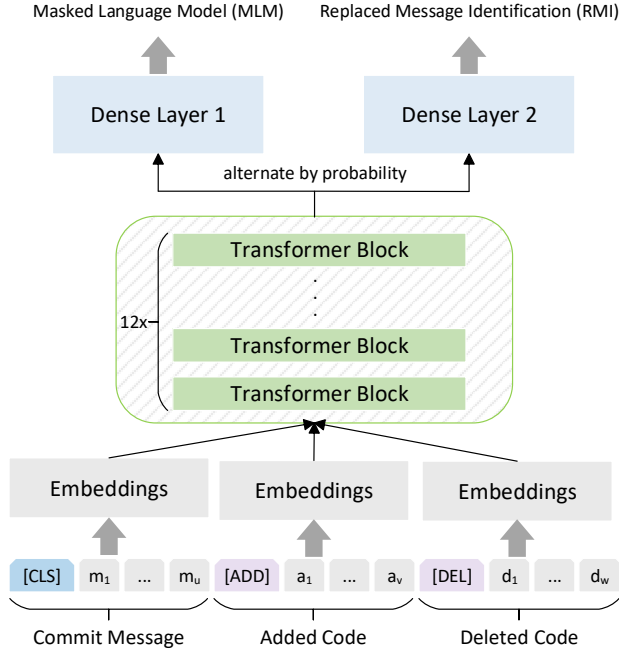 Masked Language Model (MLM)
Replaced Message Identification (RMI)
Dense Layer 1
Dense Layer 2
alternate by probability
Transformer Block
.
.
.
12x
Transformer Block
Transformer Block
Embeddings
Embeddings
Embeddings
[CLS] m₁ ... mᵤ [ADD] a₁ ... aᵥ [DEL] d₁ ... d_w
Commit Message
Added Code
Deleted Code